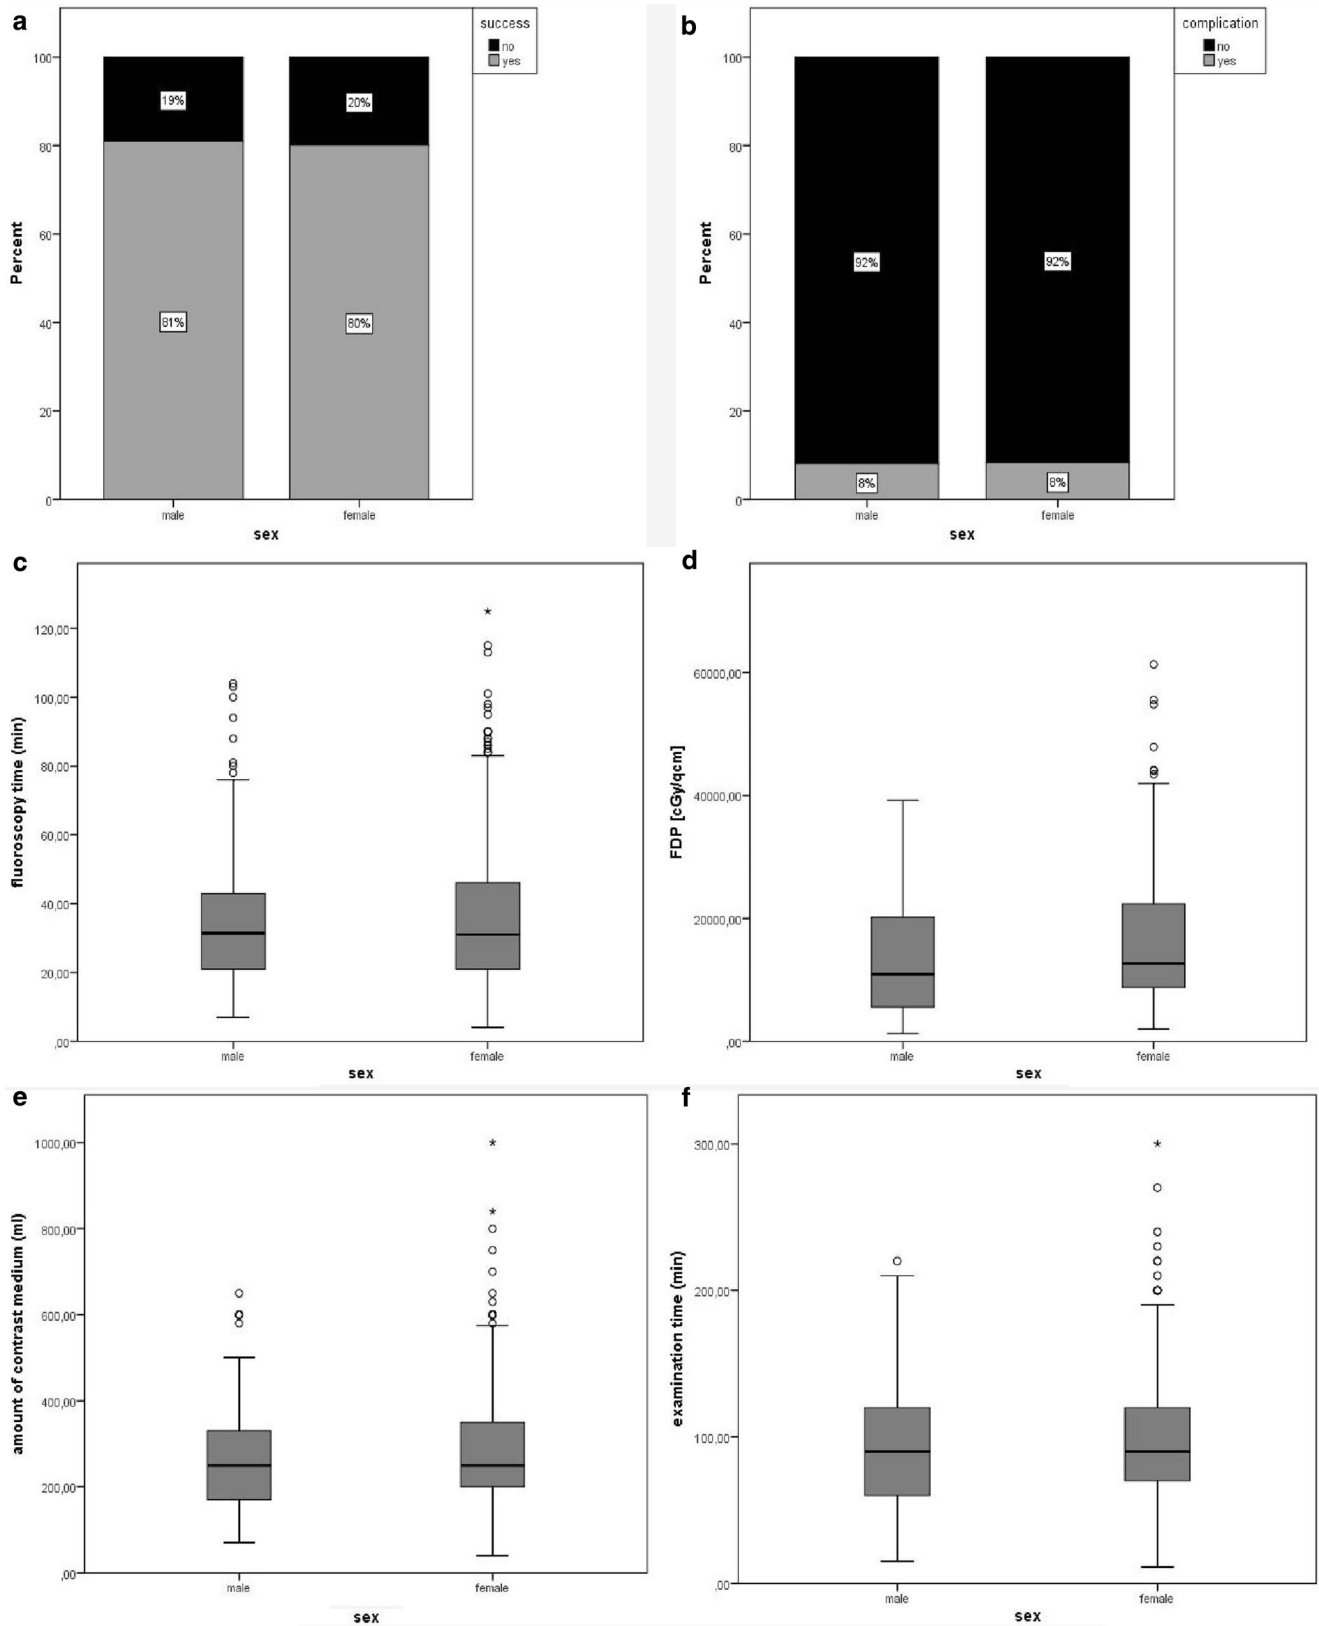 a
success
no
yes
100
80
60
40
20
0
Percent
19%
20%
81%
80%
male
female
sex
b
complication
no
yes
100
80
60
40
20
0
Percent
92%
92%
8%
8%
male
female
sex
c
120,00
100,00
80,00
60,00
40,00
20,00
,00
fluoroscopy time (min)
*
male
female
sex
d
60000,00
40000,00
20000,00
,00
FDP [cGy/qcm]
male
female
sex
e
1000,00
800,00
600,00
400,00
200,00
,00
amount of contrast medium (ml)
*
*
male
female
sex
f
300,00
200,00
100,00
,00
examination time (min)
*
male
female
sex